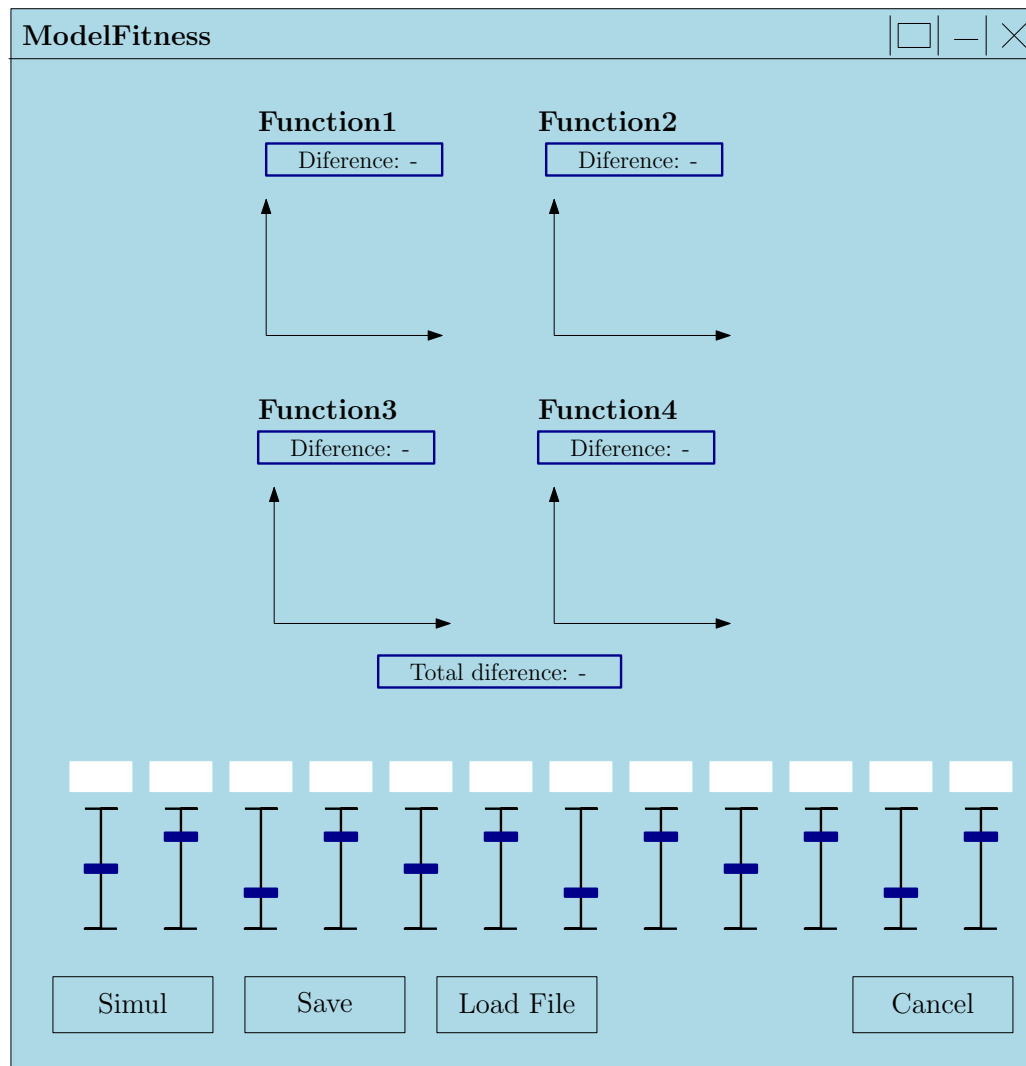 ModelFitness
Function1 Function2
Diference: - Diference: -
Function3 Function4
Diference: - Diference: -
Total diference: -
Simul Save Load File Cancel